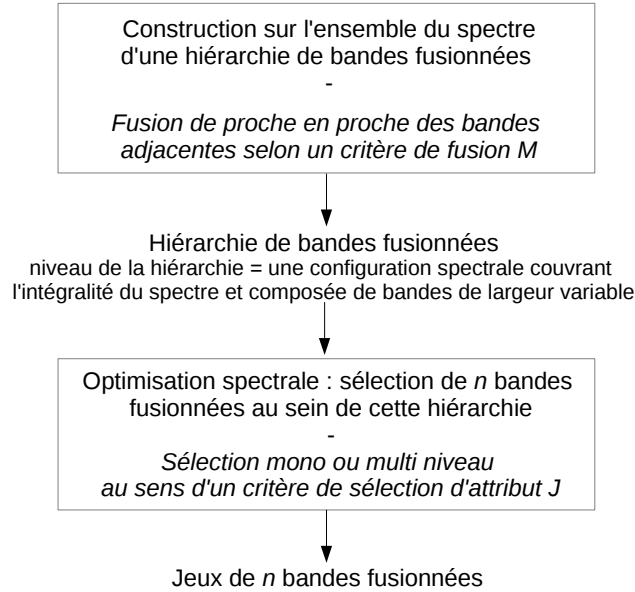 Construction sur l'ensemble du spectre
d'une hiérarchie de bandes fusionnées
-
Fusion de proche en proche des bandes
adjacentes selon un critère de fusion M
Hiérarchie de bandes fusionnées
niveau de la hiérarchie = une configuration spectrale couvrant
l'intégralité du spectre et composée de bandes de largeur variable
Optimisation spectrale : sélection de n bandes
fusionnées au sein de cette hiérarchie
-
Sélection mono ou multi niveau
au sens d'un critère de sélection d'attribut J
Jeux de n bandes fusionnées